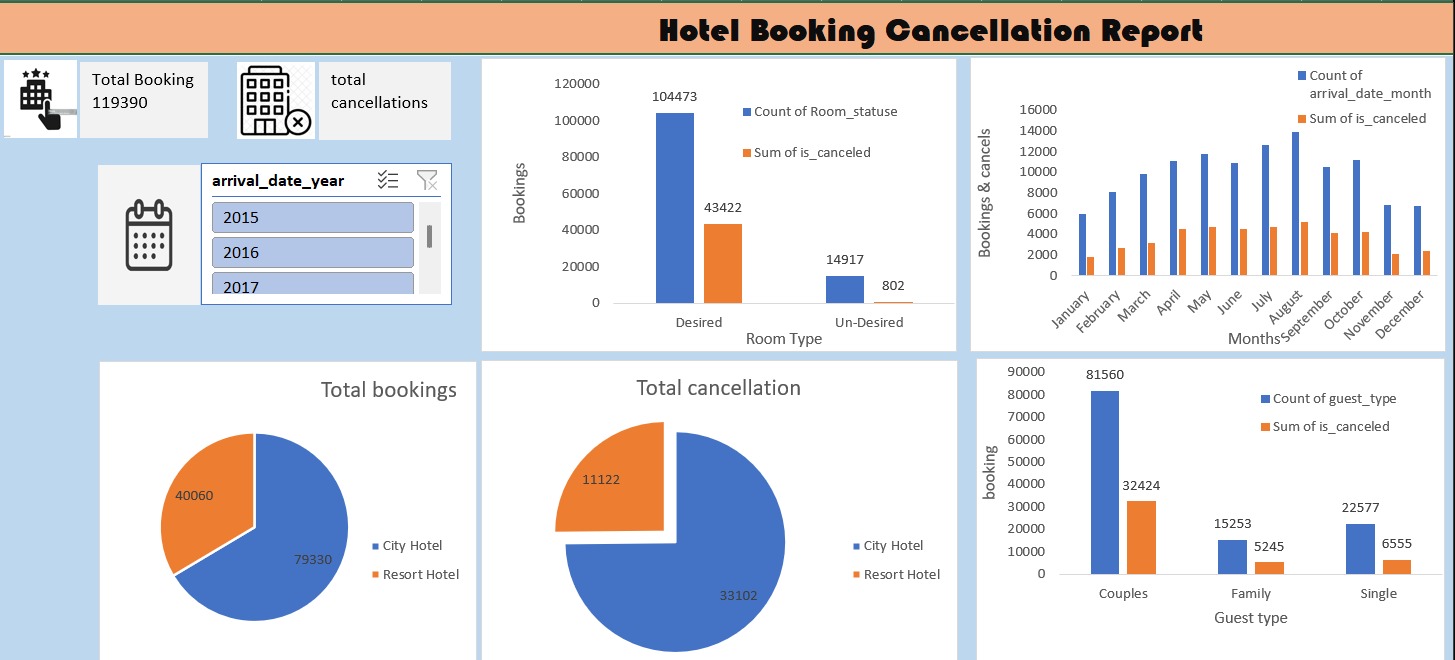 Hotel Booking Cancellation Report
Total Booking
119390
total
cancellations
arrival_date_year
2015
2016
2017
120000
100000
80000
60000
40000
20000
0
Bookings
104473
43422
14917
802
Count of Room_statuse
Sum of is_canceled
Desired
Un-Desired
Room Type
Count of
arrival_date_month
Sum of is_canceled
16000
14000
12000
10000
8000
6000
4000
2000
0
Bookings & cancels
January
February
March
April
May
June
July
August
September
October
November
December
Months
Total bookings
40060
79330
City Hotel
Resort Hotel
Total cancellation
11122
33102
City Hotel
Resort Hotel
90000
80000
70000
60000
50000
40000
30000
20000
10000
0
booking
81560
32424
15253
5245
22577
6555
Count of guest_type
Sum of is_canceled
Couples
Family
Single
Guest type